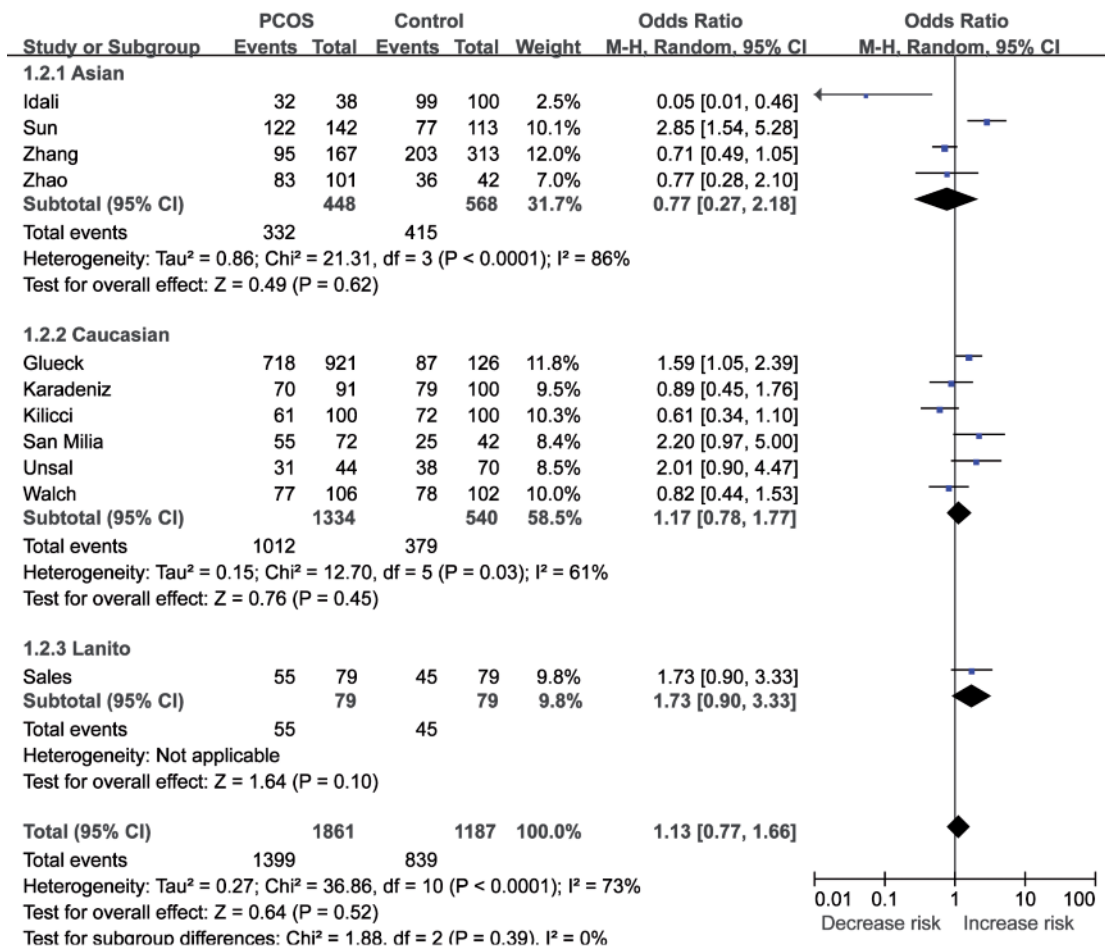 PCOS Control Odds Ratio Odds Ratio
Study or Subgroup Events Total Events Total Weight M-H, Random, 95% CI M-H, Random, 95% CI
1.2.1 Asian
Idali 32 38 99 100 2.5% 0.05 [0.01, 0.46]
Sun 122 142 77 113 10.1% 2.85 [1.54, 5.28]
Zhang 95 167 203 313 12.0% 0.71 [0.49, 1.05]
Zhao 83 101 36 42 7.0% 0.77 [0.28, 2.10]
Subtotal (95% CI) 448 568 31.7% 0.77 [0.27, 2.18]
Total events 332 415
Heterogeneity: Tau² = 0.86; Chi² = 21.31, df = 3 (P < 0.0001); I² = 86%
Test for overall effect: Z = 0.49 (P = 0.62)
1.2.2 Caucasian
Glueck 718 921 87 126 11.8% 1.59 [1.05, 2.39]
Karadeniz 70 91 79 100 9.5% 0.89 [0.45, 1.76]
Kilicci 61 100 72 100 10.3% 0.61 [0.34, 1.10]
San Milia 55 72 25 42 8.4% 2.20 [0.97, 5.00]
Unsal 31 44 38 70 8.5% 2.01 [0.90, 4.47]
Walch 77 106 78 102 10.0% 0.82 [0.44, 1.53]
Subtotal (95% CI) 1334 540 58.5% 1.17 [0.78, 1.77]
Total events 1012 379
Heterogeneity: Tau² = 0.15; Chi² = 12.70, df = 5 (P = 0.03); I² = 61%
Test for overall effect: Z = 0.76 (P = 0.45)
1.2.3 Lanito
Sales 55 79 45 79 9.8% 1.73 [0.90, 3.33]
Subtotal (95% CI) 79 79 9.8% 1.73 [0.90, 3.33]
Total events 55 45
Heterogeneity: Not applicable
Test for overall effect: Z = 1.64 (P = 0.10)
Total (95% CI) 1861 1187 100.0% 1.13 [0.77, 1.66]
Total events 1399 839
Heterogeneity: Tau² = 0.27; Chi² = 36.86, df = 10 (P < 0.0001); I² = 73%
Test for overall effect: Z = 0.64 (P = 0.52)
Test for subgroup differences: Chi² = 1.88, df = 2 (P = 0.39), I² = 0%
0.01 0.1 1 10 100
Decrease risk Increase risk